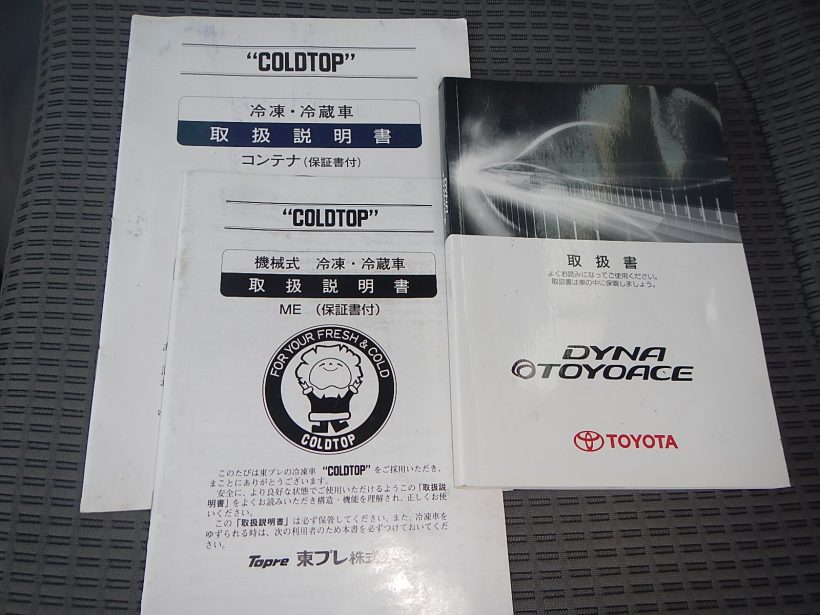 "COLDTOP"
冷凍・冷蔵車
取扱説明書
コンテナ(保証書付)
"COLDTOP"
機械式 冷凍・冷蔵車
取扱説明書
ME (保証書付)
FOR YOUR FRESH & COLD
COLDTOP
このたびは東プレの冷凍車 "COLDTOP" をご採用いただき、
まことにありがとうございます。
安全に、より良好な状態でご使用いただけるようこの「取扱説
明書」をよくお読みいただき構造・機能を理解され、正しくお使
いください。
この「取扱説明書」は必ず保管してください。また、冷凍車を
ゆずられる時は、次の利用者のため本書を必ずつけておいてくだ
さい。
Topre 東プレ株式
取扱書
よくお読みになってご使用ください。
取扱書は車の中に保管しましょう。
DYNA
TOYOACE
TOYOTA